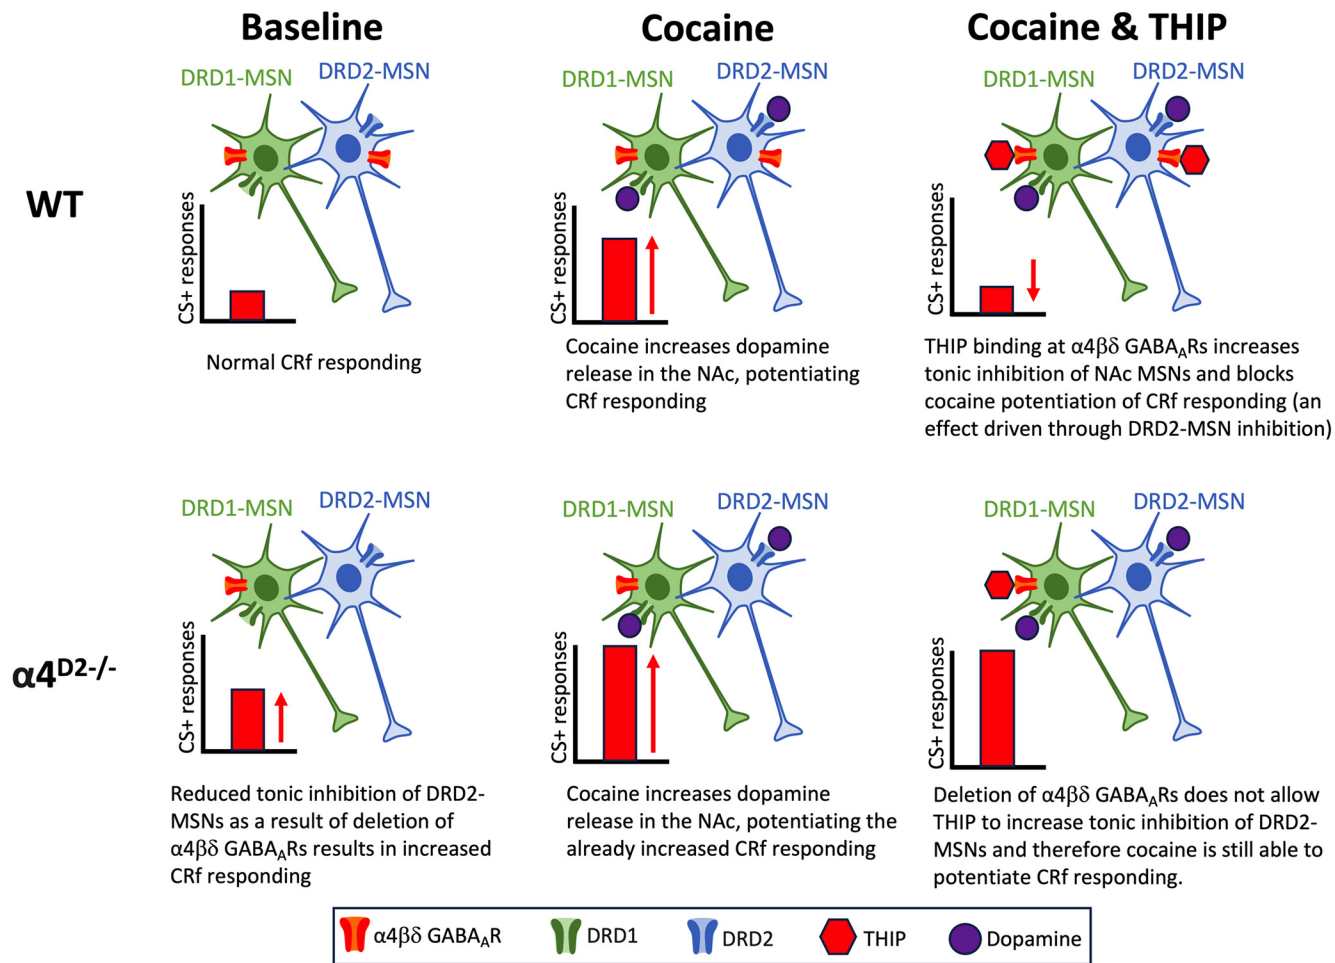 Baseline
Cocaine
Cocaine & THIP
WT
DRD1-MSN
DRD2-MSN
CS+ responses
Normal CRf responding
DRD1-MSN
DRD2-MSN
CS+ responses
Cocaine increases dopamine
release in the NAc, potentiating
CRf responding
DRD1-MSN
DRD2-MSN
CS+ responses
THIP binding at α4βδ GABAARs increases
tonic inhibition of NAc MSNs and blocks
cocaine potentiation of CRf responding (an
effect driven through DRD2-MSN inhibition)
α4D2-/-
DRD1-MSN
DRD2-MSN
CS+ responses
Reduced tonic inhibition of DRD2-
MSNs as a result of deletion of
α4βδ GABAARs results in increased
CRf responding
DRD1-MSN
DRD2-MSN
CS+ responses
Cocaine increases dopamine
release in the NAc, potentiating the
already increased CRf responding
DRD1-MSN
DRD2-MSN
CS+ responses
Deletion of α4βδ GABAARs does not allow
THIP to increase tonic inhibition of DRD2-
MSNs and therefore cocaine is still able to
potentiate CRf responding.
α4βδ GABAAR
DRD1
DRD2
THIP
Dopamine